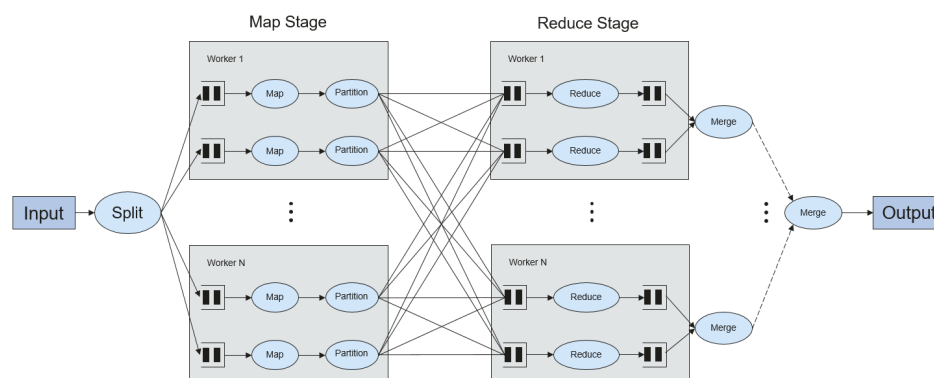 Map Stage
Reduce Stage
Worker 1
Map
Partition
Map
Partition
Worker 1
Reduce
Reduce
Merge
Input
Split
Merge
Output
Worker N
Map
Partition
Map
Partition
Worker N
Reduce
Reduce
Merge